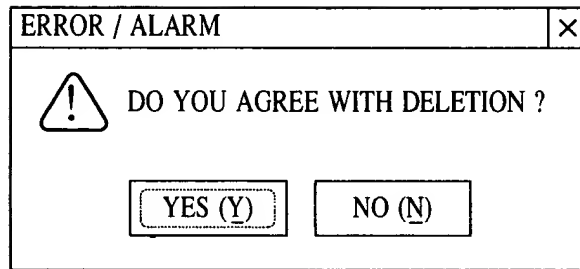 ERROR / ALARM ×
! DO YOU AGREE WITH DELETION ?
YES (Y) NO (N)